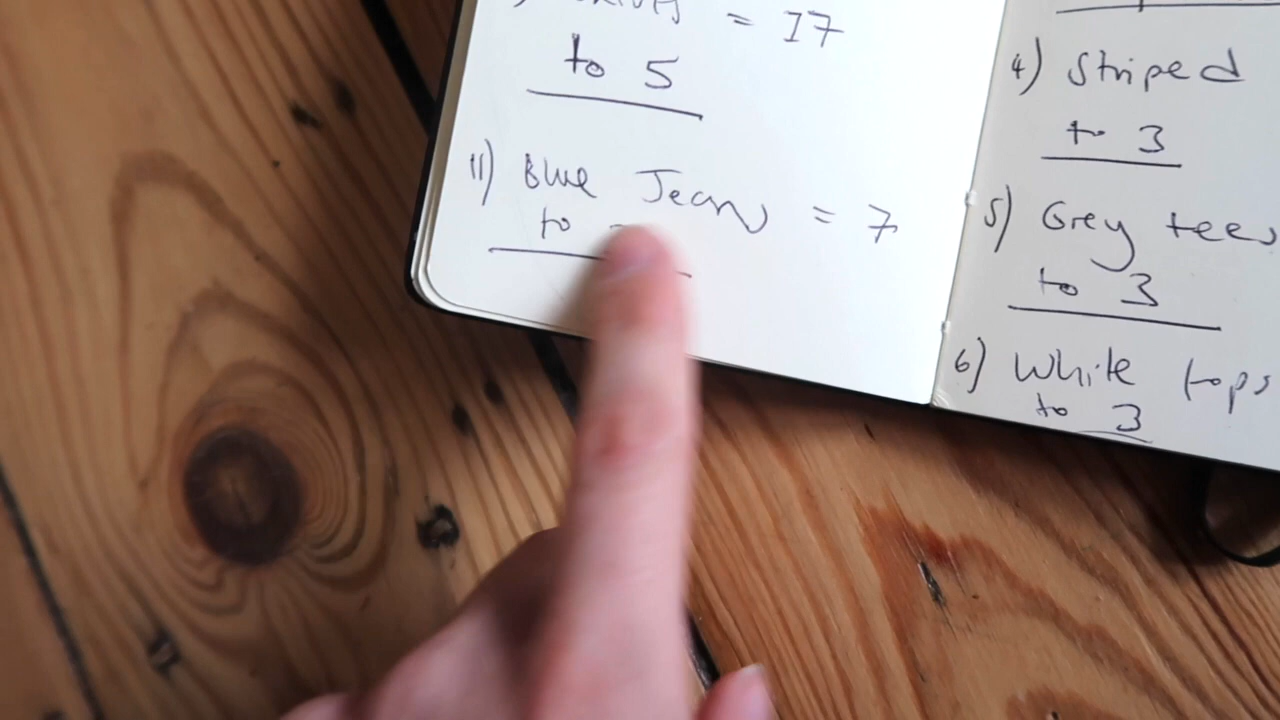 = 17
to 5
11) Blue Jeans = 7
to
4) Striped
to 3
5) Grey tees
to 3
6) White tops
to 3